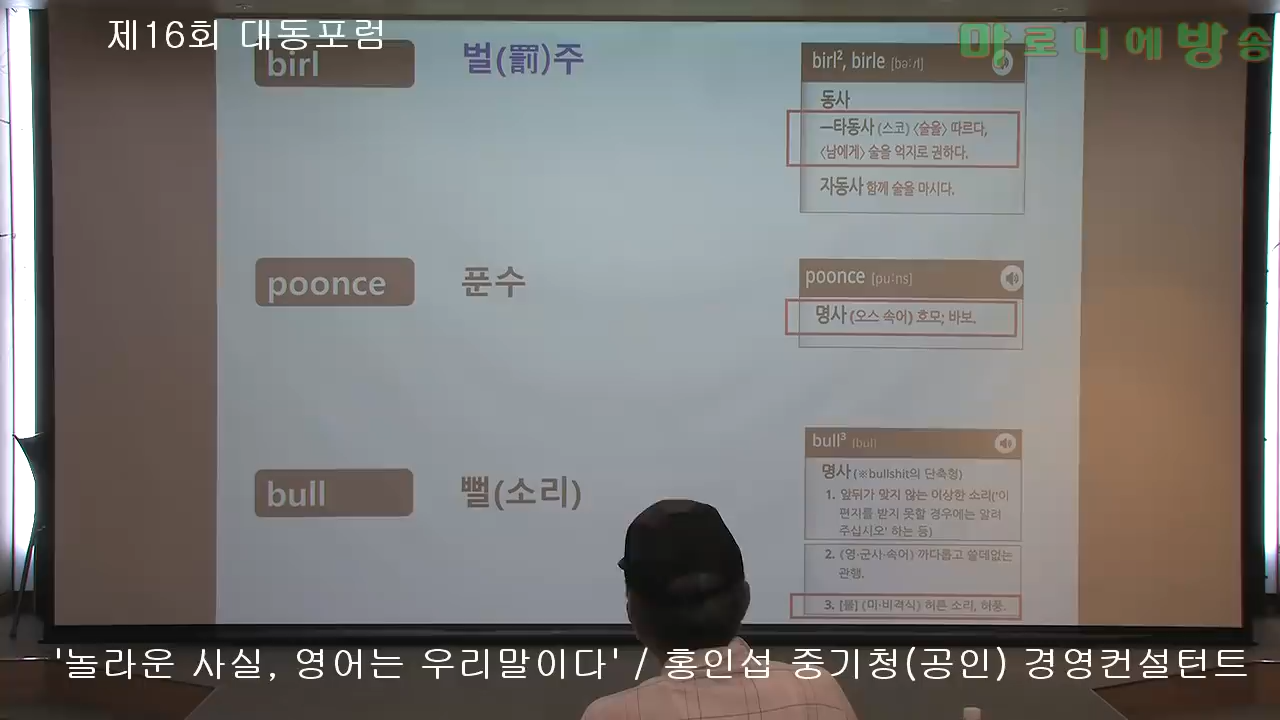 제16회 대동포럼
마로니에방송
birl
벌(罰)주
birl², birle [bəːrl]
동사
—타동사 (스코) 〈술을〉 따르다,
〈남에게〉 술을 억지로 권하다.
자동사 함께 술을 마시다.
poonce
푼수
poonce [puːns]
명사 (오스 속어) 호모; 바보.
bull
뻘(소리)
bull³ [bul]
명사 (※bullshit의 단축형)
1. 앞뒤가 맞지 않는 이상한 소리('이
편지를 받지 못할 경우에는 알려
주십시오' 하는 등)
2. (영·군사·속어) 까다롭고 쓸데없는
관행.
3. [불] (미·비격식) 허튼 소리, 허풍.
'놀라운 사실, 영어는 우리말이다' / 홍인섭 중기청(공인) 경영컨설턴트